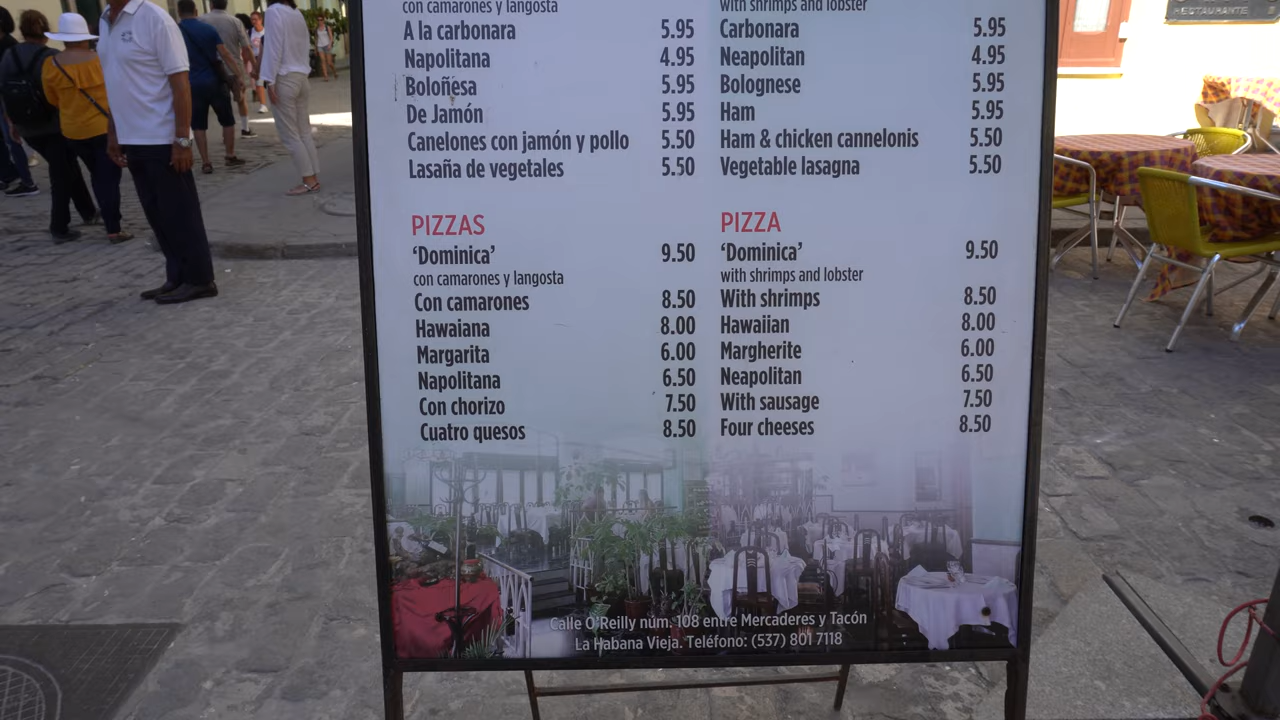 con camarones y langosta
A la carbonara 5.95
Napolitana 4.95
Boloñesa 5.95
De Jamón 5.95
Canelones con jamón y pollo 5.50
Lasaña de vegetales 5.50
PIZZAS
‘Dominica’ 9.50
con camarones y langosta
Con camarones 8.50
Hawaiana 8.00
Margarita 6.00
Napolitana 6.50
Con chorizo 7.50
Cuatro quesos 8.50
with shrimps and lobster
Carbonara 5.95
Neapolitan 4.95
Bolognese 5.95
Ham 5.95
Ham & chicken cannelonis 5.50
Vegetable lasagna 5.50
PIZZA
‘Dominica’ 9.50
with shrimps and lobster
With shrimps 8.50
Hawaiian 8.00
Margherite 6.00
Neapolitan 6.50
With sausage 7.50
Four cheeses 8.50
Calle O'Reilly núm. 108 entre Mercaderes y Tacón
La Habana Vieja. Teléfono: (537) 801 7118
RESTAURANTE